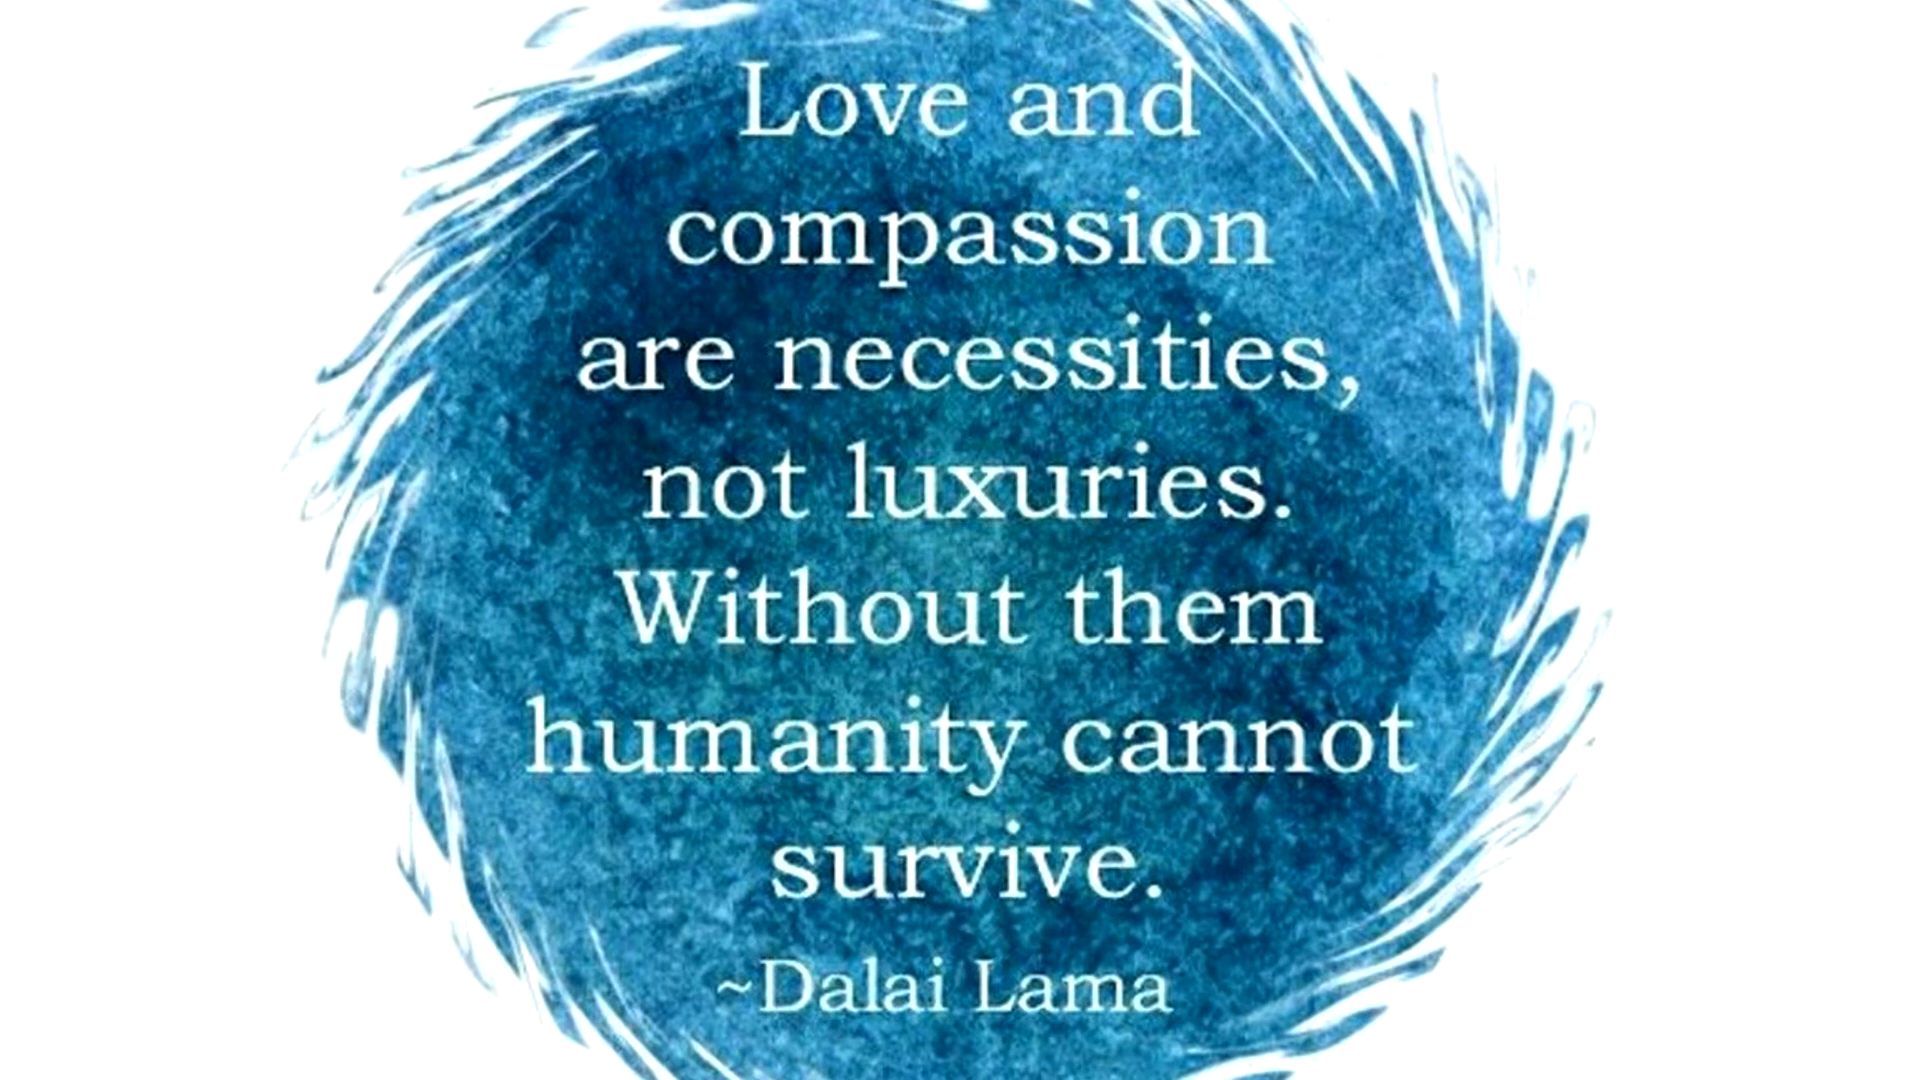 Love and
compassion
are necessities,
not luxuries.
Without them
humanity cannot
survive.
~Dalai Lama